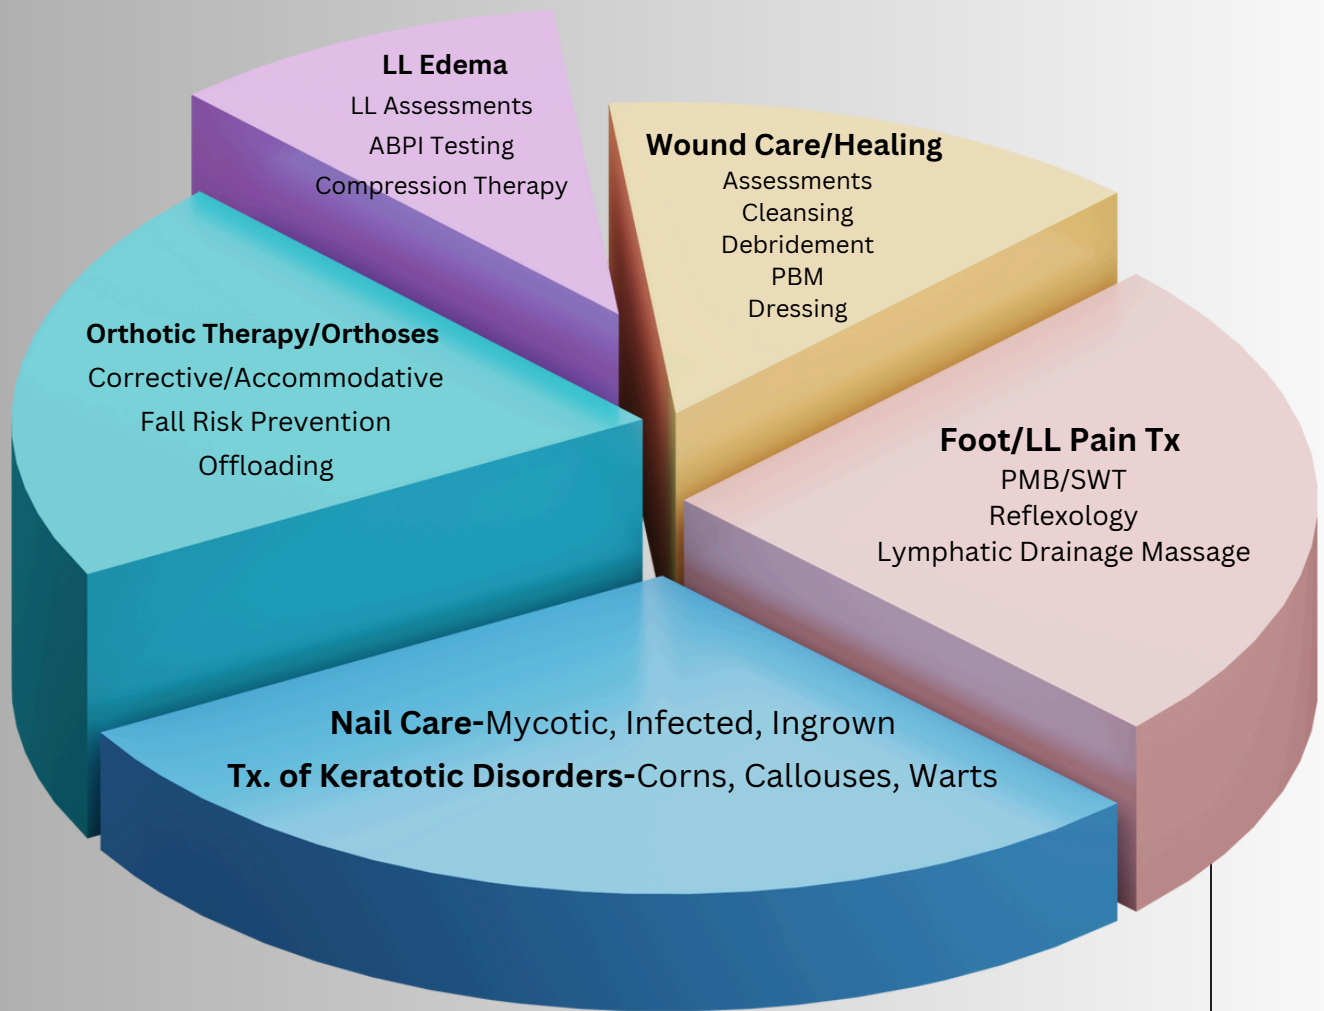 LL Edema
LL Assessments
ABPI Testing
Compression Therapy
Wound Care/Healing
Assessments
Cleansing
Debridement
PBM
Dressing
Orthotic Therapy/Orthoses
Corrective/Accommodative
Fall Risk Prevention
Offloading
Foot/LL Pain Tx
PMB/SWT
Reflexology
Lymphatic Drainage Massage
Nail Care-Mycotic, Infected, Ingrown
Tx. of Keratotic Disorders-Corns, Callouses, Warts